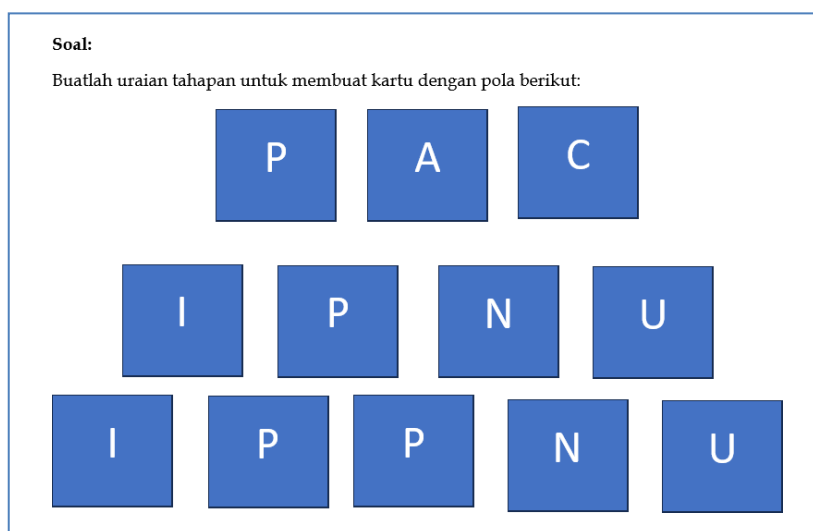 Soal:
Buatlah uraian tahapan untuk membuat kartu dengan pola berikut:
P A C
I P N U
I P P N U